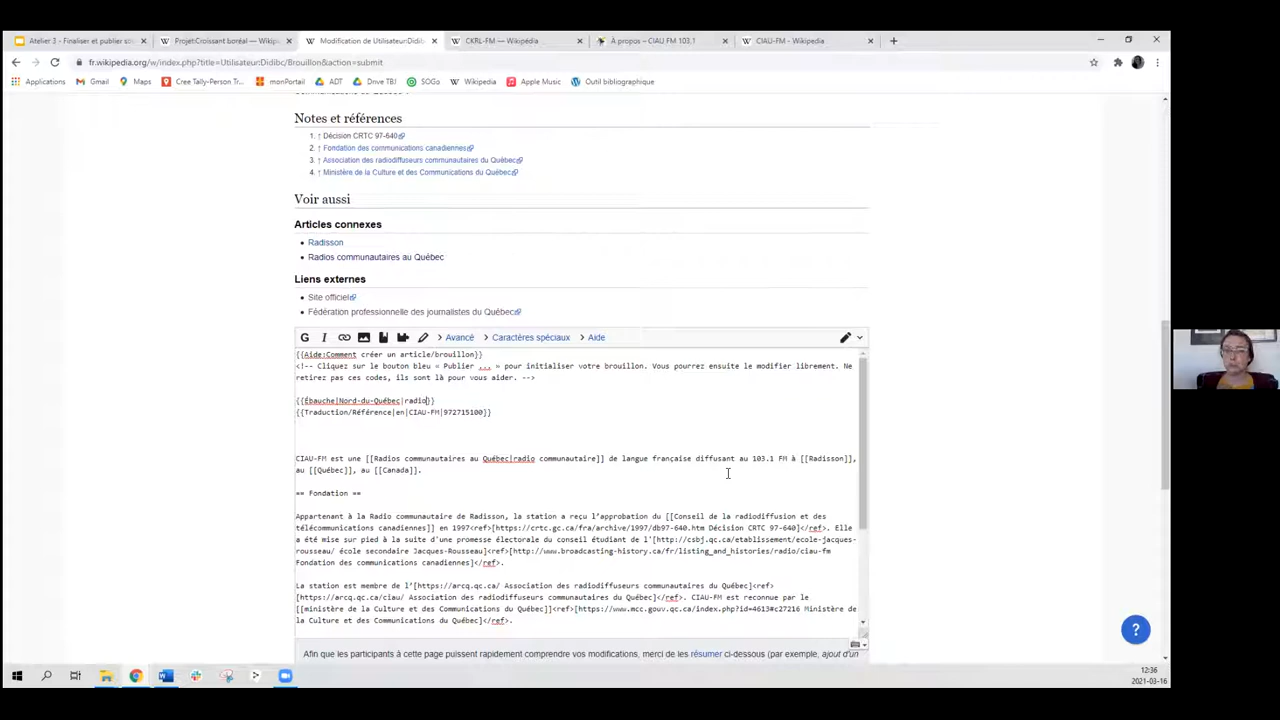 Atelier 3 - Finaliser et publier
Projet:Croissant boréal — Wikip
Modification de Utilisateur:Didib
CKRL-FM — Wikipédia
À propos – CIAU FM 103,1
CIAU-FM - Wikipedia
fr.wikipedia.org/w/index.php?title=Utilisateur:Didibc/Brouillon&action=submit
Applications
Gmail
Maps
Cree Tally-Person Tr...
monPortail
ADT
Drive TBJ
SOGo
Wikipedia
Apple Music
Outil bibliographique
Notes et références
1. ↑ Décision CRTC 97-640
2. ↑ Fondation des communications canadiennes
3. ↑ Association des radiodiffuseurs communautaires du Québec
4. ↑ Ministère de la Culture et des Communications du Québec
Voir aussi
Articles connexes
• Radisson
• Radios communautaires au Québec
Liens externes
• Site officiel
• Fédération professionnelle des journalistes du Québec
G I Avancé Caractères spéciaux Aide
{{Aide:Comment créer un article/brouillon}}
<!-- Cliquez sur le bouton bleu « Publier ... » pour initialiser votre brouillon. Vous pourrez ensuite le modifier librement. Ne
retirez pas ces codes, ils sont là pour vous aider. -->
{{Ébauche|Nord-du-Québec|radio}}
{{Traduction/Référence|en|CIAU-FM|972715100}}
CIAU-FM est une [[Radios communautaires au Québec|radio communautaire]] de langue française diffusant au 103.1 FM à [[Radisson]],
au [[Québec]], au [[Canada]].
== Fondation ==
Appartenant à la Radio communautaire de Radisson, la station a reçu l’approbation du [[Conseil de la radiodiffusion et des
télécommunications canadiennes]] en 1997<ref>[https://crtc.gc.ca/fra/archive/1997/db97-640.htm Décision CRTC 97-640]</ref>. Elle
a été mise sur pied à la suite d'une promesse électorale du conseil étudiant de l'[http://csbj.qc.ca/etablissement/ecole-jacques-
rousseau/ école secondaire Jacques-Rousseau]<ref>[http://www.broadcasting-history.ca/fr/listing_and_histories/radio/ciau-fm
Fondation des communications canadiennes]</ref>.
La station est membre de l’[https://arcq.qc.ca/ Association des radiodiffuseurs communautaires du Québec]<ref>
[https://arcq.qc.ca/ciau/ Association des radiodiffuseurs communautaires du Québec]</ref>. CIAU-FM est reconnue par le
[[ministère de la Culture et des Communications du Québec]]<ref>[https://www.mcc.gouv.qc.ca/index.php?id=4613#c27216 Ministère de
la Culture et des Communications du Québec]</ref>.
Afin que les participants à cette page puissent rapidement comprendre vos modifications, merci de les résumer ci-dessous (par exemple, ajout d'un
?
12:36
2021-03-16